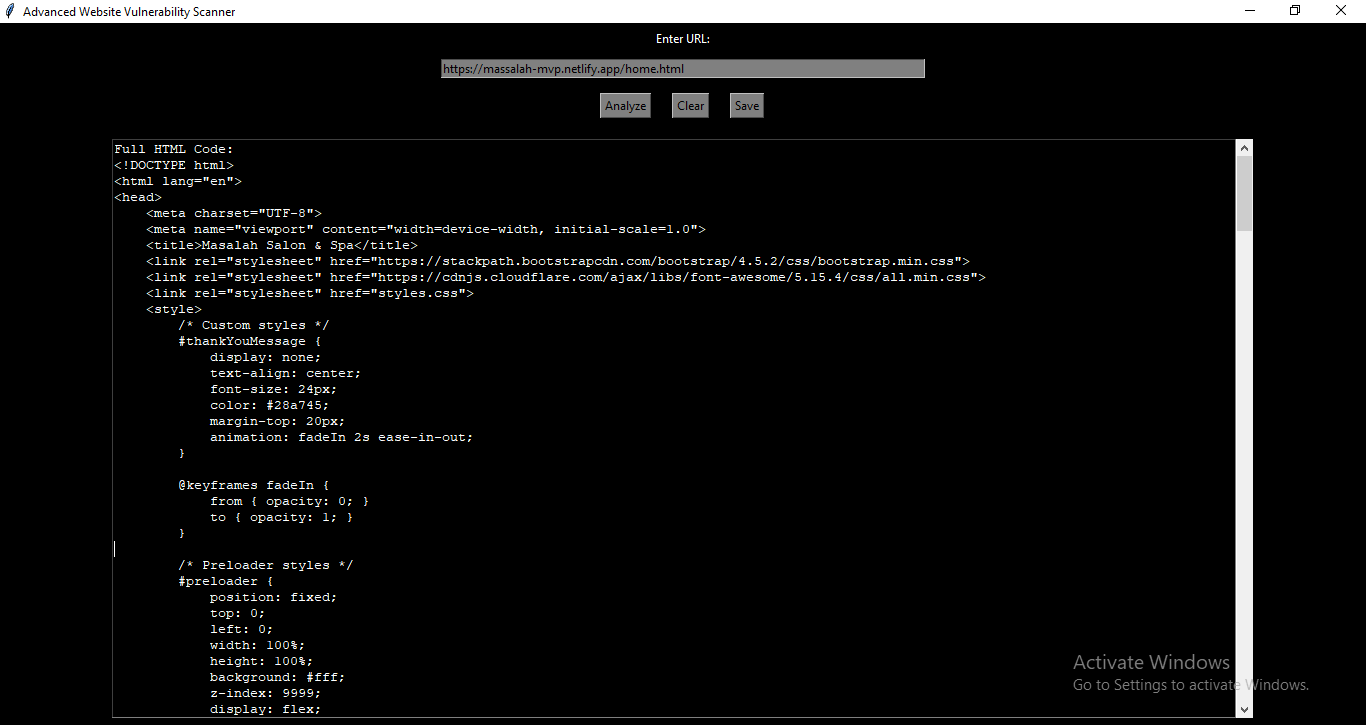 Advanced Website Vulnerability Scanner
Enter URL:
https://massalah-mvp.netlify.app/home.html
Analyze Clear Save
Full HTML Code:
<!DOCTYPE html>
<html lang="en">
<head>
    <meta charset="UTF-8">
    <meta name="viewport" content="width=device-width, initial-scale=1.0">
    <title>Masalah Salon & Spa</title>
    <link rel="stylesheet" href="https://stackpath.bootstrapcdn.com/bootstrap/4.5.2/css/bootstrap.min.css">
    <link rel="stylesheet" href="https://cdnjs.cloudflare.com/ajax/libs/font-awesome/5.15.4/css/all.min.css">
    <link rel="stylesheet" href="styles.css">
    <style>
        /* Custom styles */
        #thankYouMessage {
            display: none;
            text-align: center;
            font-size: 24px;
            color: #28a745;
            margin-top: 20px;
            animation: fadeIn 2s ease-in-out;
        }
        @keyframes fadeIn {
            from { opacity: 0; }
            to { opacity: 1; }
        }
        /* Preloader styles */
        #preloader {
            position: fixed;
            top: 0;
            left: 0;
            width: 100%;
            height: 100%;
            background: #fff;
            z-index: 9999;
            display: flex;
Activate Windows
Go to Settings to activate Windows.